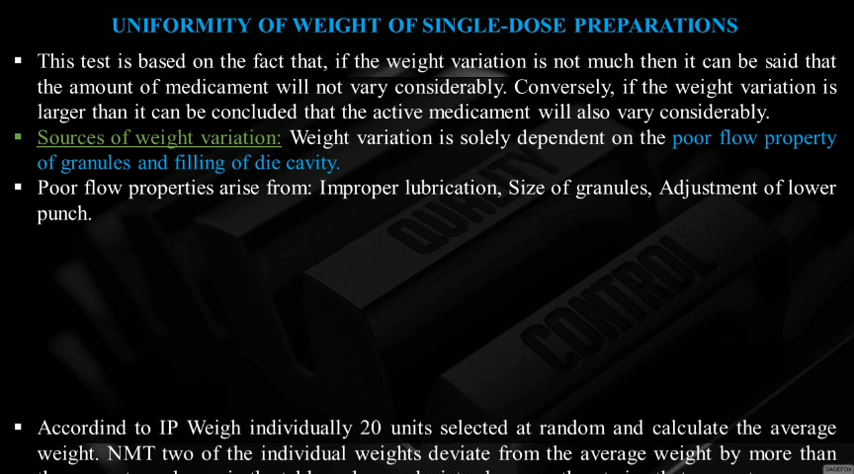 UNIFORMITY OF WEIGHT OF SINGLE-DOSE PREPARATIONS
▪ This test is based on the fact that, if the weight variation is not much then it can be said that
the amount of medicament will not vary considerably. Conversely, if the weight variation is
larger than it can be concluded that the active medicament will also vary considerably.
▪ Sources of weight variation: Weight variation is solely dependent on the poor flow property
of granules and filling of die cavity.
▪ Poor flow properties arise from: Improper lubrication, Size of granules, Adjustment of lower
punch.
QUALITY
CONTROL
▪ Accordind to IP Weigh individually 20 units selected at random and calculate the average
weight. NMT two of the individual weights deviate from the average weight by more than
SAGEFOX